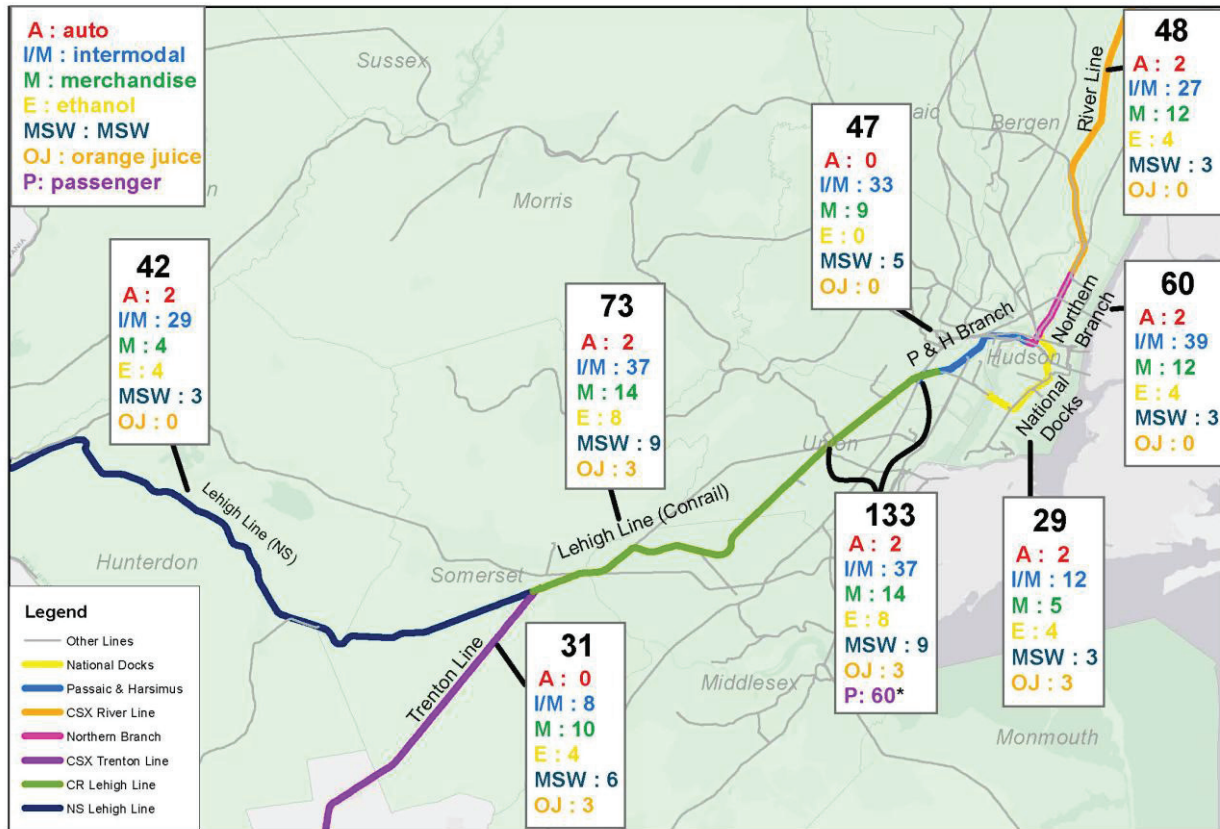 A : auto
I/M : intermodal
M : merchandise
E : ethanol
MSW : MSW
OJ : orange juice
P: passenger
Sussex
Morris
Bergen
River Line
48
A : 2
I/M : 27
M : 12
E : 4
MSW : 3
OJ : 0
47
A : 0
I/M : 33
M : 9
E : 0
MSW : 5
OJ : 0
42
A : 2
I/M : 29
M : 4
E : 4
MSW : 3
OJ : 0
73
A : 2
I/M : 37
M : 14
E : 8
MSW : 9
OJ : 3
60
A : 2
I/M : 39
M : 12
E : 4
MSW : 3
OJ : 0
P & H Branch
Hudson
Northern
Branch
National
Docks
Union
Lehigh Line (NS)
Lehigh Line (Conrail)
Hunterdon
Somerset
Trenton Line
Middlesex
Monmouth
133
A : 2
I/M : 37
M : 14
E : 8
MSW : 9
OJ : 3
P: 60*
29
A : 2
I/M : 12
M : 5
E : 4
MSW : 3
OJ : 3
31
A : 0
I/M : 8
M : 10
E : 4
MSW : 6
OJ : 3
Legend
Other Lines
National Docks
Passaic & Harsimus
CSX River Line
Northern Branch
CSX Trenton Line
CR Lehigh Line
NS Lehigh Line